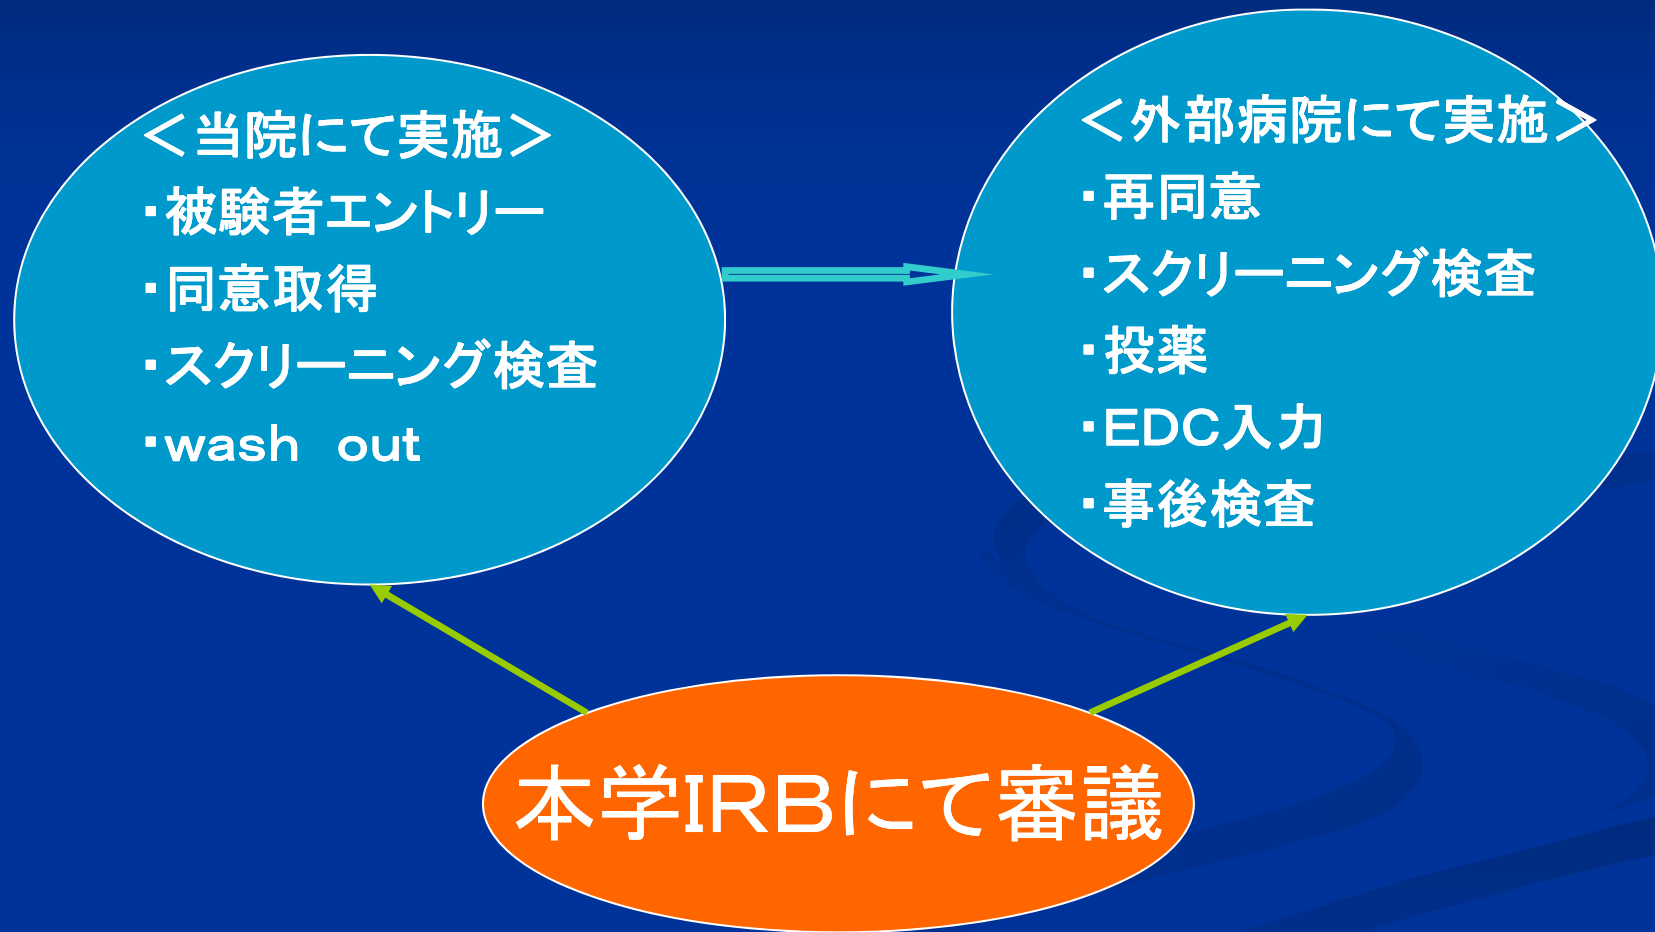 ＜当院にて実施＞
・被験者エントリー
・同意取得
・スクリーニング検査
・wash　out
＜外部病院にて実施＞
・再同意
・スクリーニング検査
・投薬
・EDC入力
・事後検査
本学IRBにて審議